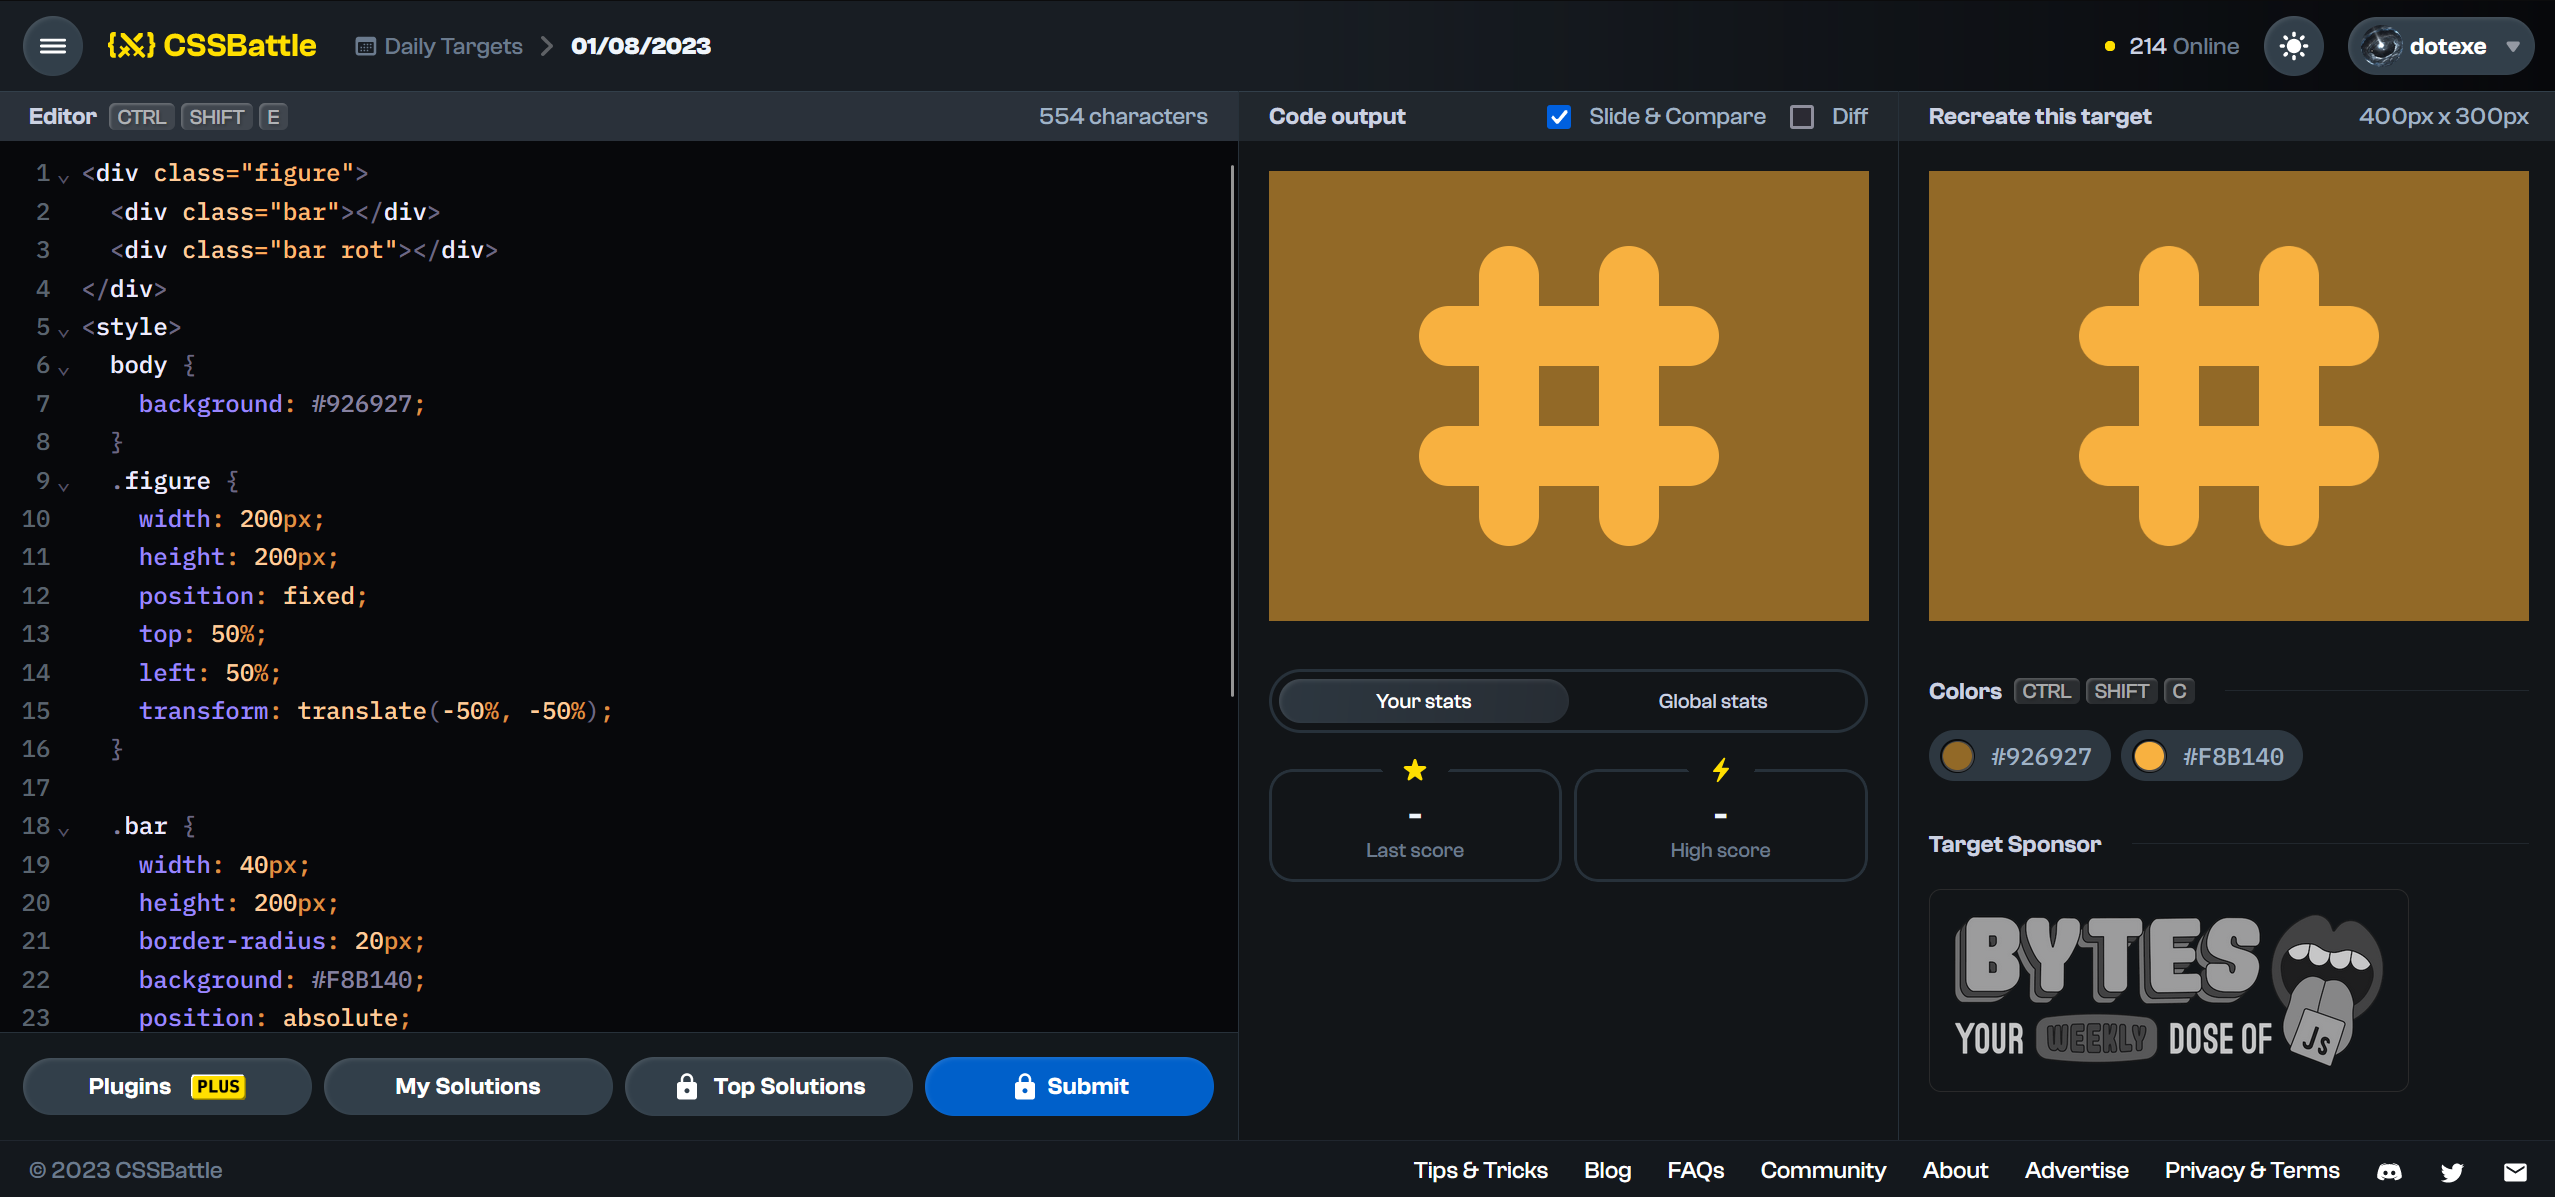 {X} CSSBattle
Daily Targets
01/08/2023
214 Online
dotexe
Editor CTRL SHIFT E
554 characters
1 <div class="figure">
2 <div class="bar"></div>
3 <div class="bar rot"></div>
4 </div>
5 <style>
6 body {
7 background: #926927;
8 }
9 .figure {
10 width: 200px;
11 height: 200px;
12 position: fixed;
13 top: 50%;
14 left: 50%;
15 transform: translate(-50%, -50%);
16 }
17
18 .bar {
19 width: 40px;
20 height: 200px;
21 border-radius: 20px;
22 background: #F8B140;
23 position: absolute;
Plugins PLUS
My Solutions
Top Solutions
Submit
Code output
Slide & Compare
Diff
Your stats
Global stats
-
Last score
-
High score
Recreate this target
400px x 300px
Colors CTRL SHIFT C
#926927
#F8B140
Target Sponsor
BYTES
YOUR WEEKLY DOSE OF JS
© 2023 CSSBattle
Tips & Tricks
Blog
FAQs
Community
About
Advertise
Privacy & Terms